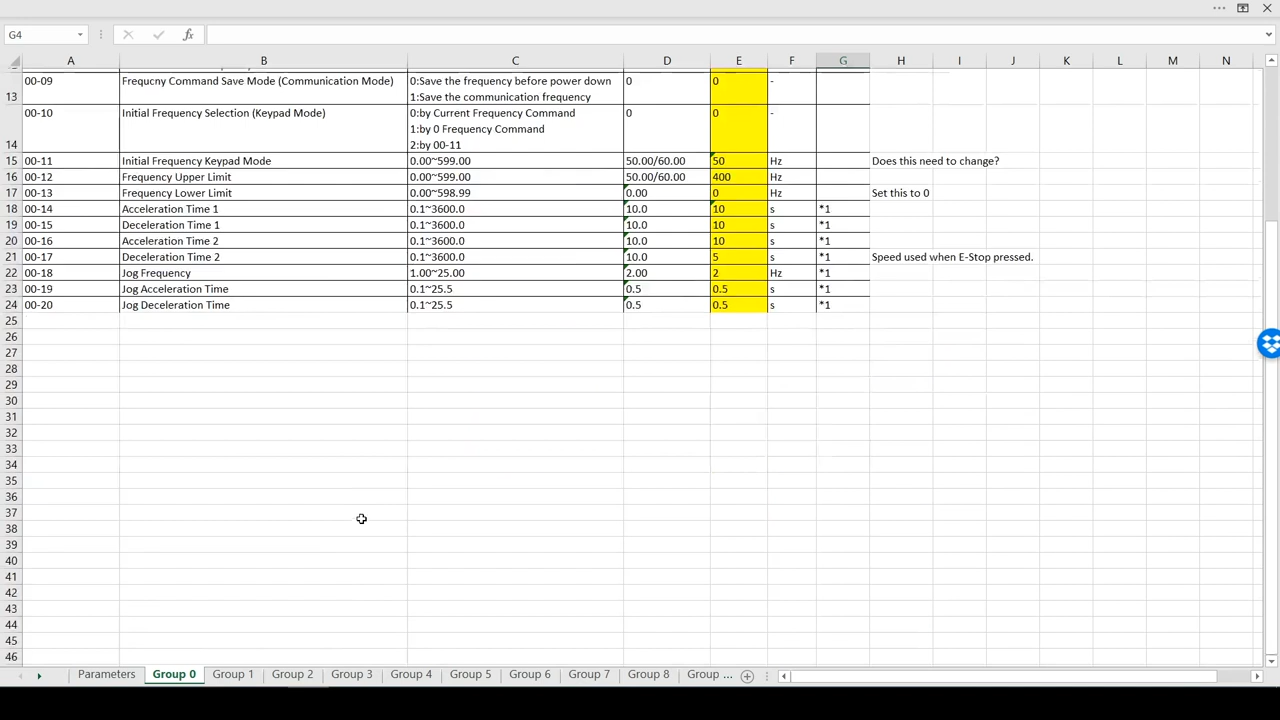 G4
fx
A B C D E F G H I J K L M N
00-09 Frequcny Command Save Mode (Communication Mode) 0:Save the frequency before power down 0 0 -
13 1:Save the communication frequency
00-10 Initial Frequency Selection (Keypad Mode) 0:by Current Frequency Command 0 0 -
1:by 0 Frequency Command
14 2:by 00-11
15 00-11 Initial Frequency Keypad Mode 0.00~599.00 50.00/60.00 50 Hz Does this need to change?
16 00-12 Frequency Upper Limit 0.00~599.00 50.00/60.00 400 Hz
17 00-13 Frequency Lower Limit 0.00~598.99 0.00 0 Hz Set this to 0
18 00-14 Acceleration Time 1 0.1~3600.0 10.0 10 s *1
19 00-15 Deceleration Time 1 0.1~3600.0 10.0 10 s *1
20 00-16 Acceleration Time 2 0.1~3600.0 10.0 10 s *1
21 00-17 Deceleration Time 2 0.1~3600.0 10.0 5 s *1 Speed used when E-Stop pressed.
22 00-18 Jog Frequency 1.00~25.00 2.00 2 Hz *1
23 00-19 Jog Acceleration Time 0.1~25.5 0.5 0.5 s *1
24 00-20 Jog Deceleration Time 0.1~25.5 0.5 0.5 s *1
25
26
27
28
29
30
31
32
33
34
35
36
37
38
39
40
41
42
43
44
45
46
Parameters Group 0 Group 1 Group 2 Group 3 Group 4 Group 5 Group 6 Group 7 Group 8 Group ...